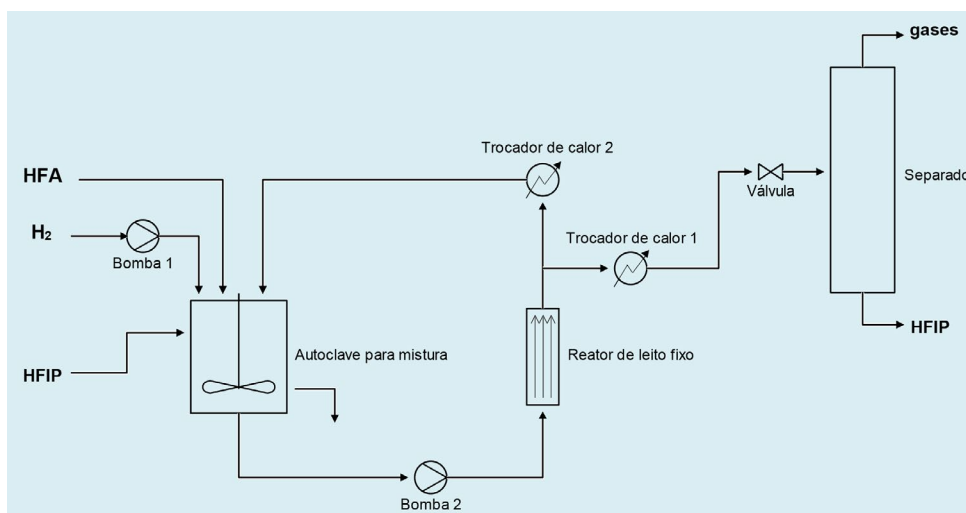 gases
Trocador de calor 2
HFA
Separado
Válvula
H₂
Trocador de calor 1
Bomba 1
Autoclave para mistura
Reator de leito fixo
HFIP
HFIP
Bomba 2